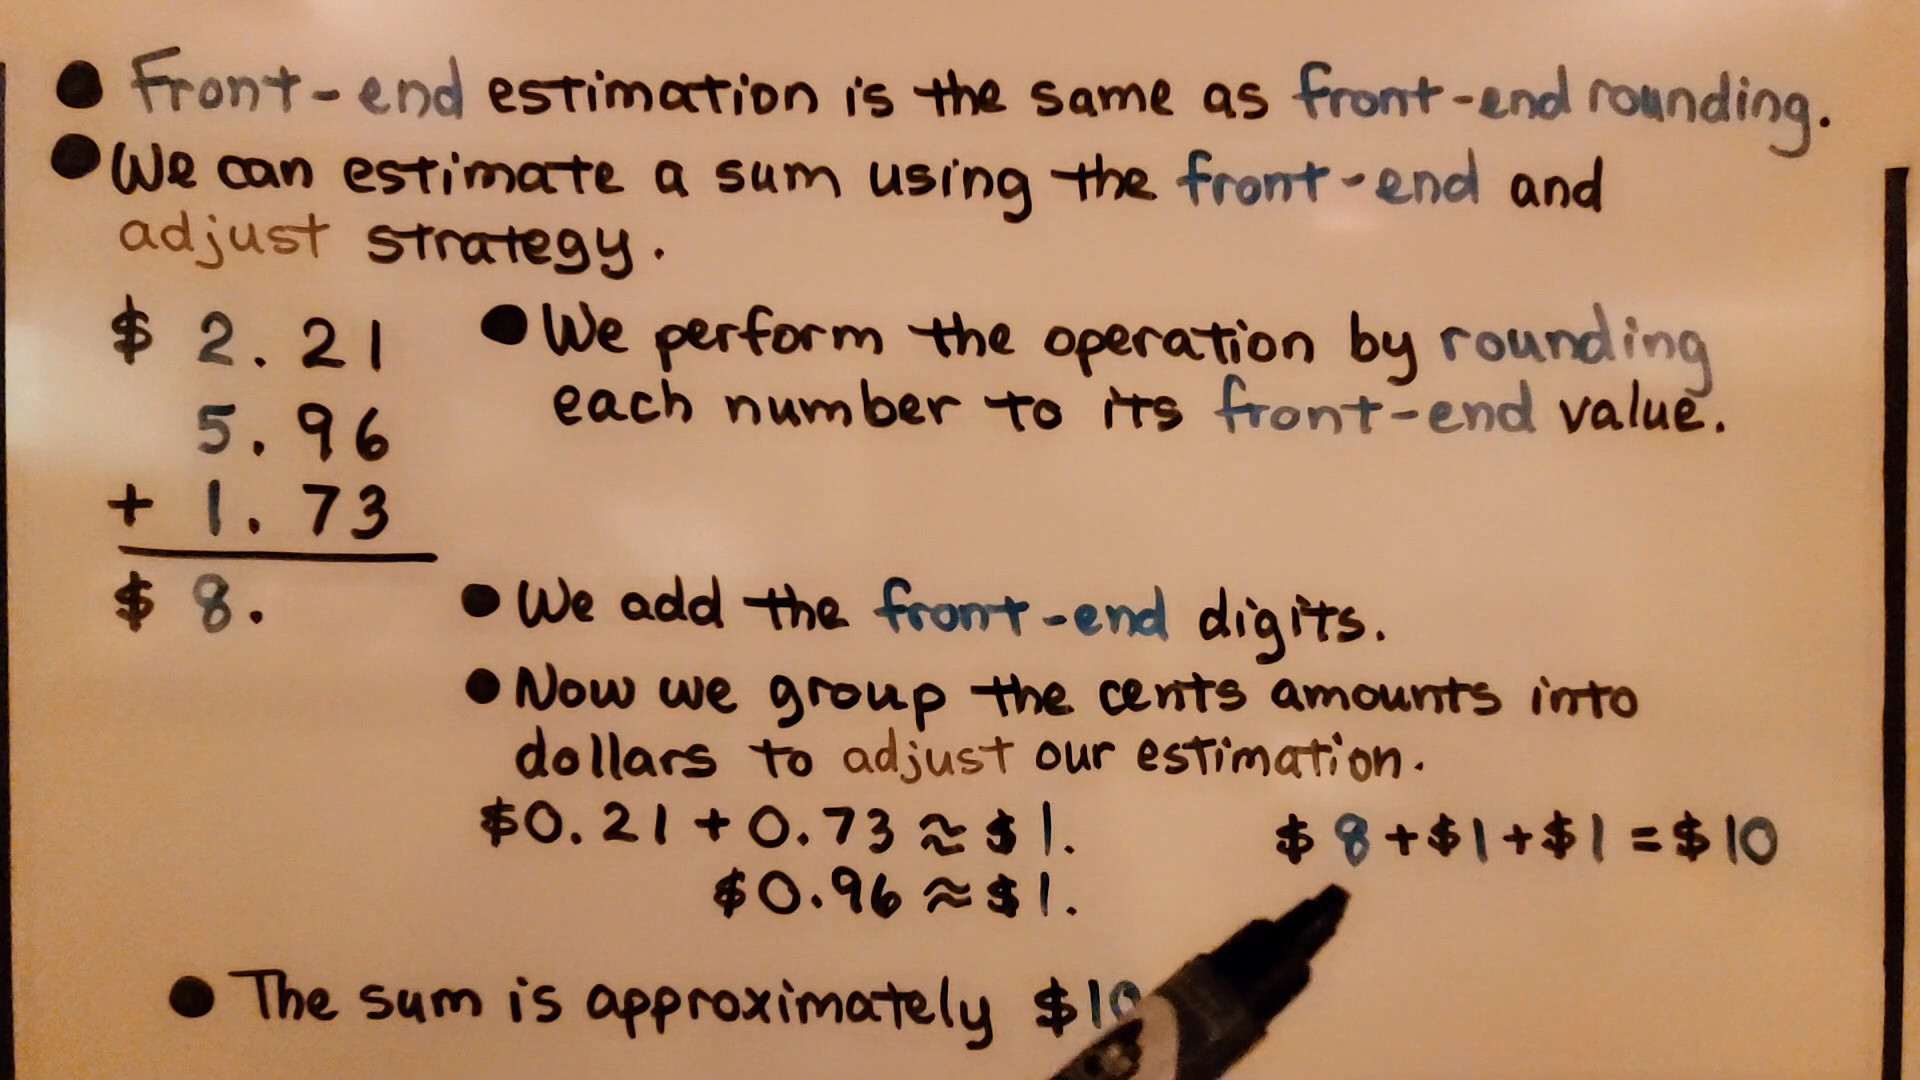 ● Front-end estimation is the same as front-end rounding.
● We can estimate a sum using the front-end and
adjust strategy.
$ 2.21
5.96
+ 1.73
$ 8.
● We perform the operation by rounding
each number to its front-end value.
● We add the front-end digits.
● Now we group the cents amounts into
dollars to adjust our estimation.
$0.21 + 0.73 ≈ $1.
$0.96 ≈ $1.
$8 + $1 + $1 = $10
● The sum is approximately $10